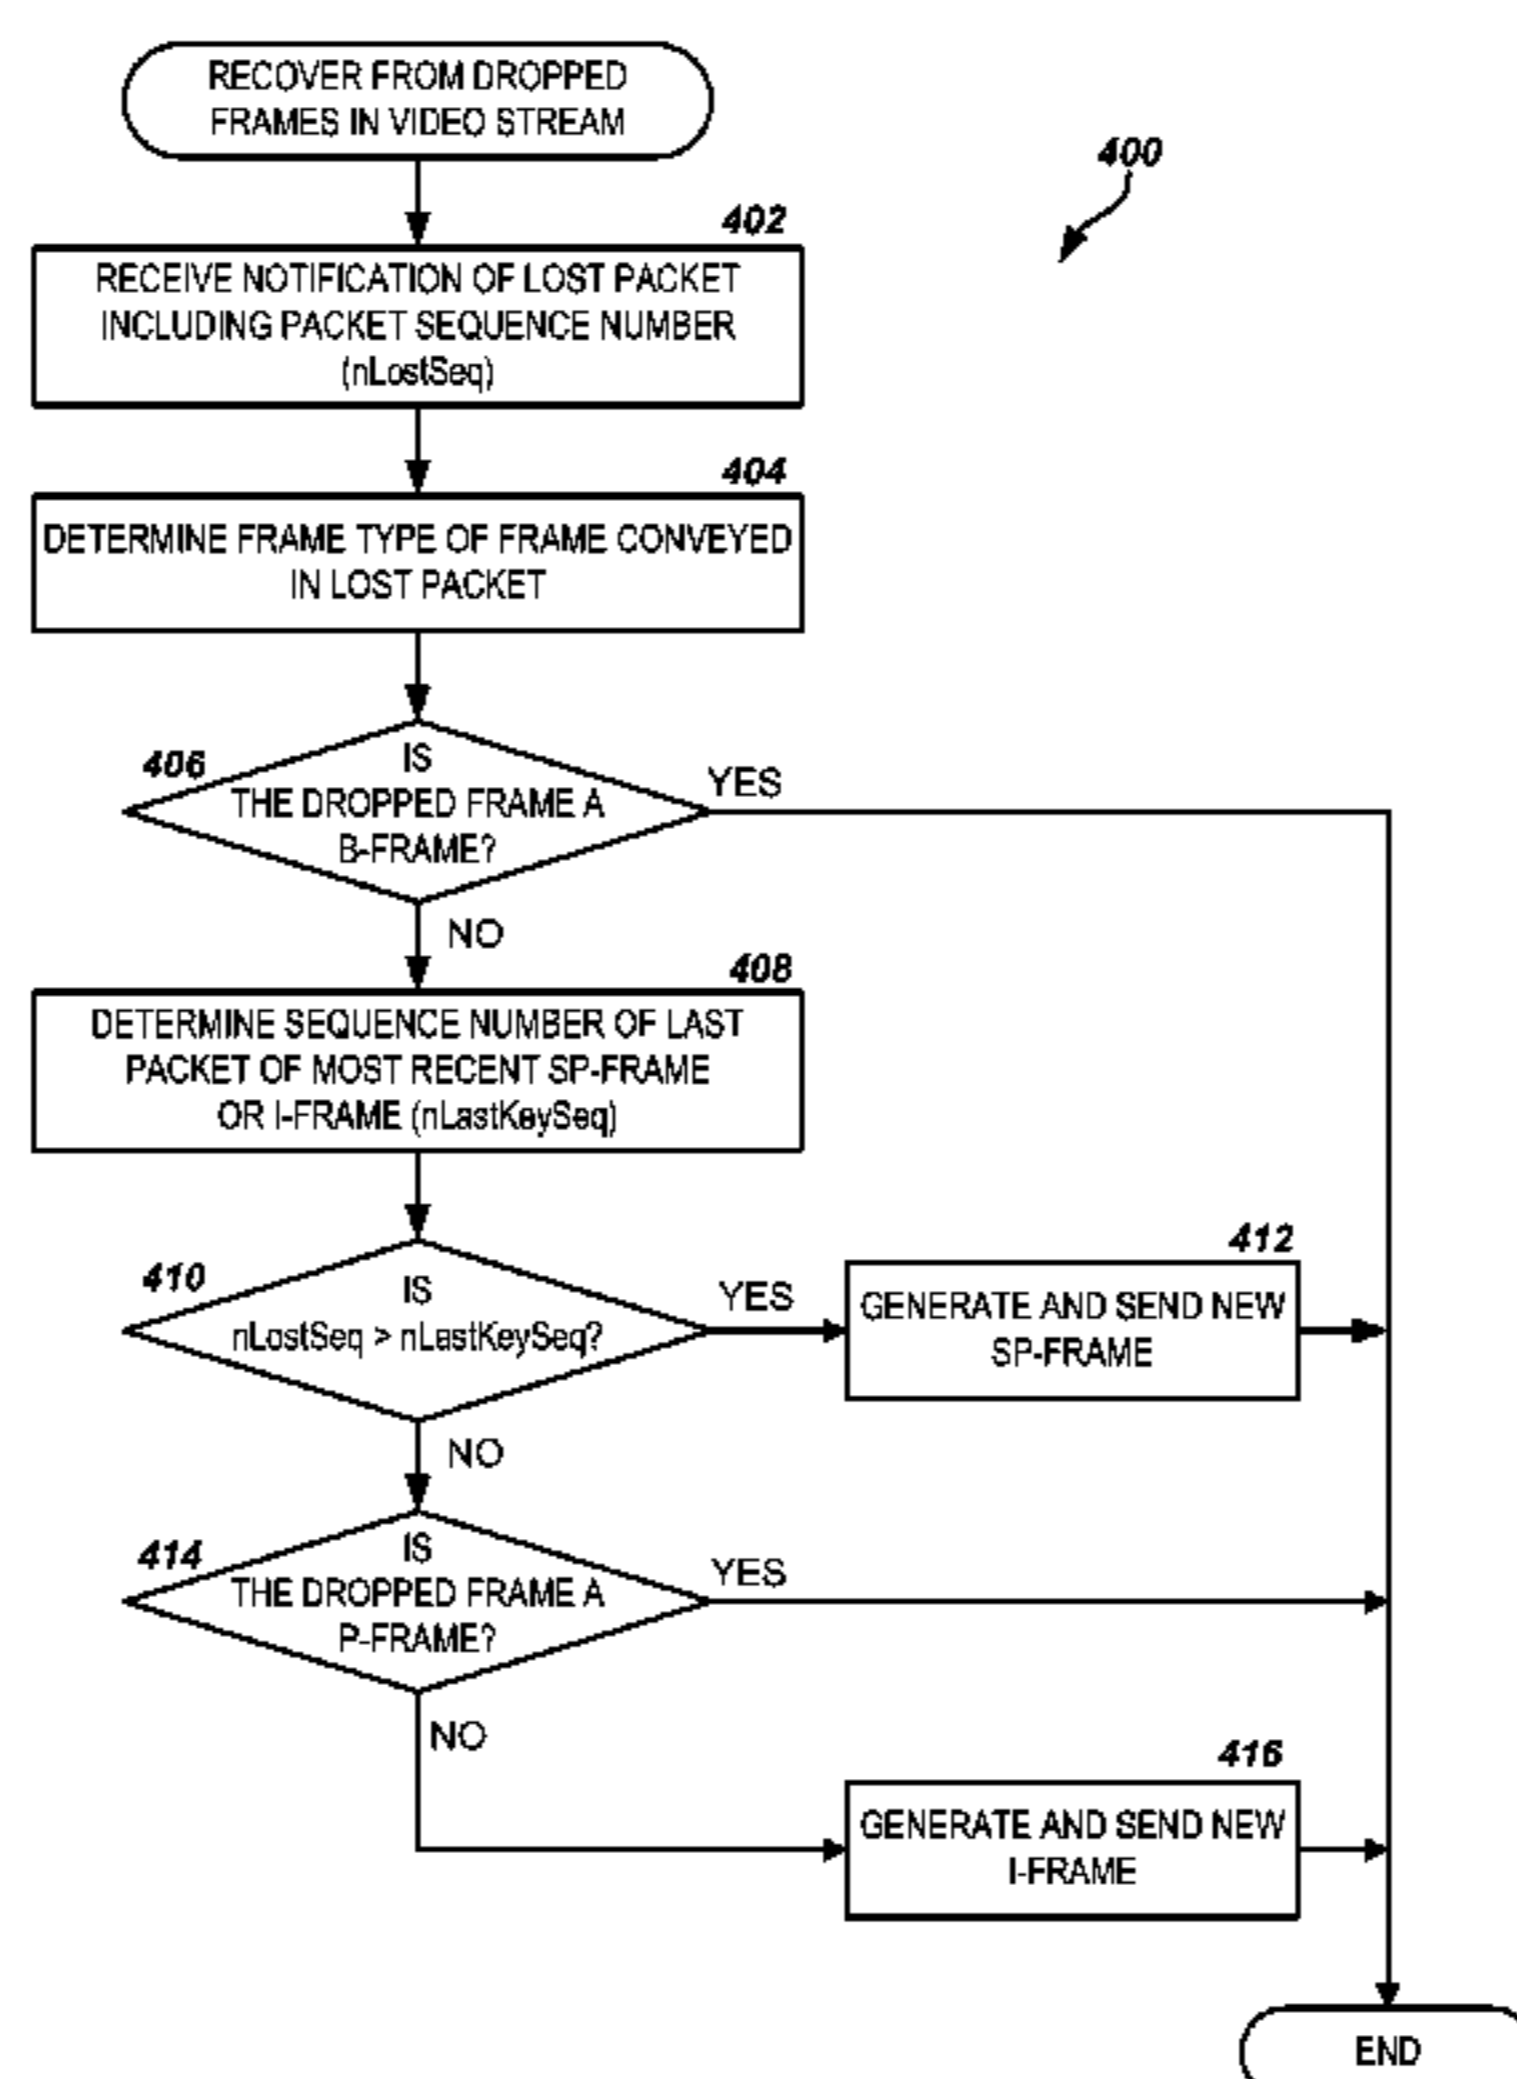 RECOVER FROM DROPPED
FRAMES IN VIDEO STREAM
400
402
RECEIVE NOTIFICATION OF LOST PACKET
INCLUDING PACKET SEQUENCE NUMBER
(nLostSeq)
404
DETERMINE FRAME TYPE OF FRAME CONVEYED
IN LOST PACKET
406
IS
THE DROPPED FRAME A
B-FRAME?
YES
NO
408
DETERMINE SEQUENCE NUMBER OF LAST
PACKET OF MOST RECENT SP-FRAME
OR I-FRAME (nLastKeySeq)
410
IS
nLostSeq > nLastKeySeq?
YES
412
GENERATE AND SEND NEW
SP-FRAME
NO
414
IS
THE DROPPED FRAME A
P-FRAME?
YES
NO
416
GENERATE AND SEND NEW
I-FRAME
END